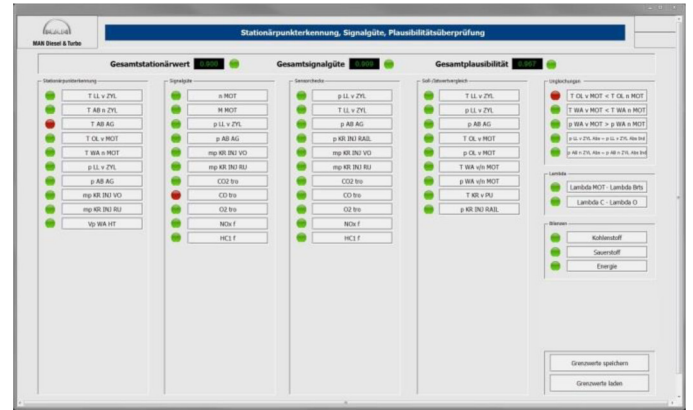 MAN
MAN Diesel & Turbo
Stationärpunkterkennung, Signalgüte, Plausibilitätsüberprüfung
Gesamtstationärwert 0.900 Gesamtsignalgüte 0.909 Gesamtplausibilität 0.967
Stationärpunkterkennung
T LL v ZYL
T AB n ZYL
T AB AG
T OL v MOT
T WA n MOT
p LL v ZYL
p AB AG
mp KR INJ VO
mp KR INJ RU
Vp WA HT
Signalgüte
n MOT
M MOT
p LL v ZYL
p AB AG
mp KR INJ VO
mp KR INJ RU
CO2 tro
CO tro
O2 tro
NOx f
HC1 f
Sensorchecks
p LL v ZYL
T LL v ZYL
p AB AG
p KR INJ RAIL
mp KR INJ VO
mp KR INJ RU
CO2 tro
CO tro
O2 tro
NOx f
HC1 f
Soll-/Istwertvergleich
T LL v ZYL
p LL v ZYL
p AB AG
T OL v MOT
p OL v MOT
T WA v/n MOT
p WA v/n MOT
T KR v PU
p KR INJ RAIL
Ungleichungen
T OL v MOT < T OL n MOT
T WA v MOT < T WA n MOT
p WA v MOT > p WA n MOT
Lambda
Lambda MOT - Lambda Brts
Lambda C - Lambda O
Bilanzen
Kohlenstoff
Sauerstoff
Energie
Grenzwerte speichern
Grenzwerte laden